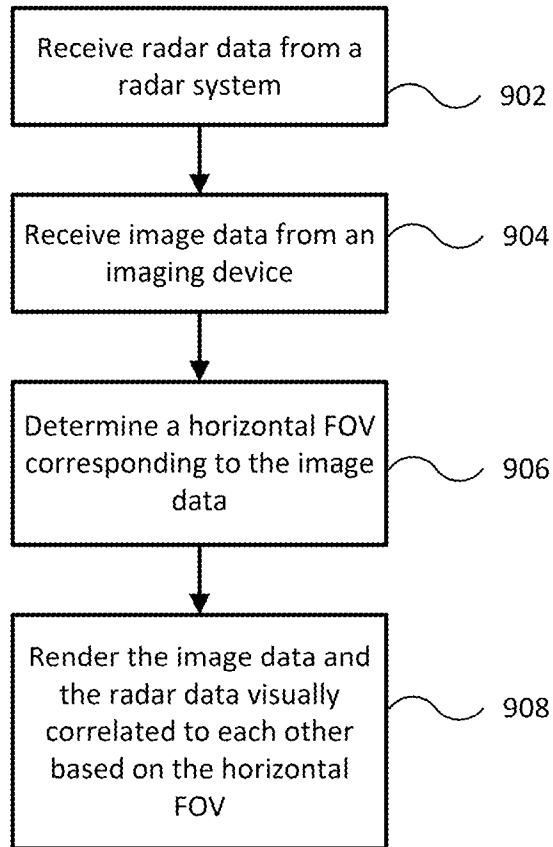 Receive radar data from a
radar system
902
Receive image data from an
imaging device
904
Determine a horizontal FOV
corresponding to the image
data
906
Render the image data and
the radar data visually
correlated to each other
based on the horizontal
FOV
908